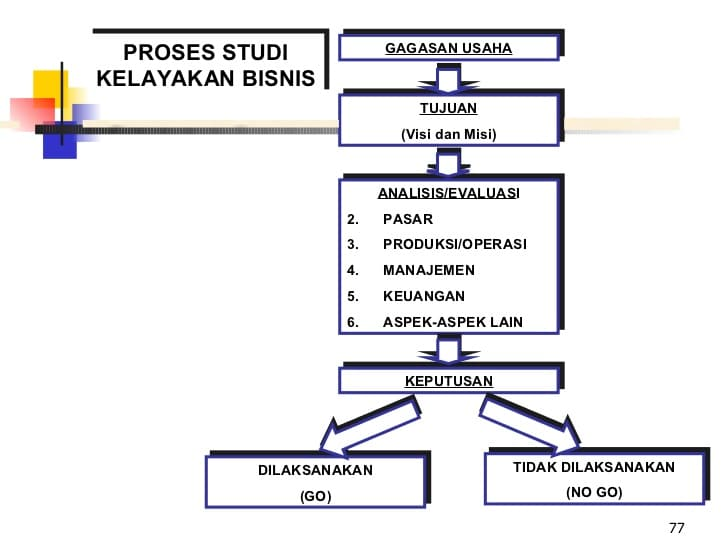 PROSES STUDI
KELAYAKAN BISNIS
GAGASAN USAHA
TUJUAN
(Visi dan Misi)
ANALISIS/EVALUASI
2. PASAR
3. PRODUKSI/OPERASI
4. MANAJEMEN
5. KEUANGAN
6. ASPEK-ASPEK LAIN
KEPUTUSAN
DILAKSANAKAN
(GO)
TIDAK DILAKSANAKAN
(NO GO)
77